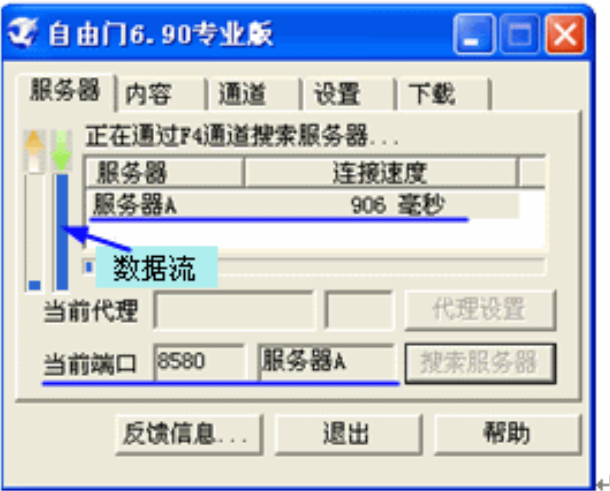 自由门6.90专业版
服务器 内容 通道 设置 下载
正在通过F4通道搜索服务器...
服务器 连接速度
服务器A 906 毫秒
数据流
当前代理 代理设置
当前端口 8580 服务器A 搜索服务器
反馈信息... 退出 帮助